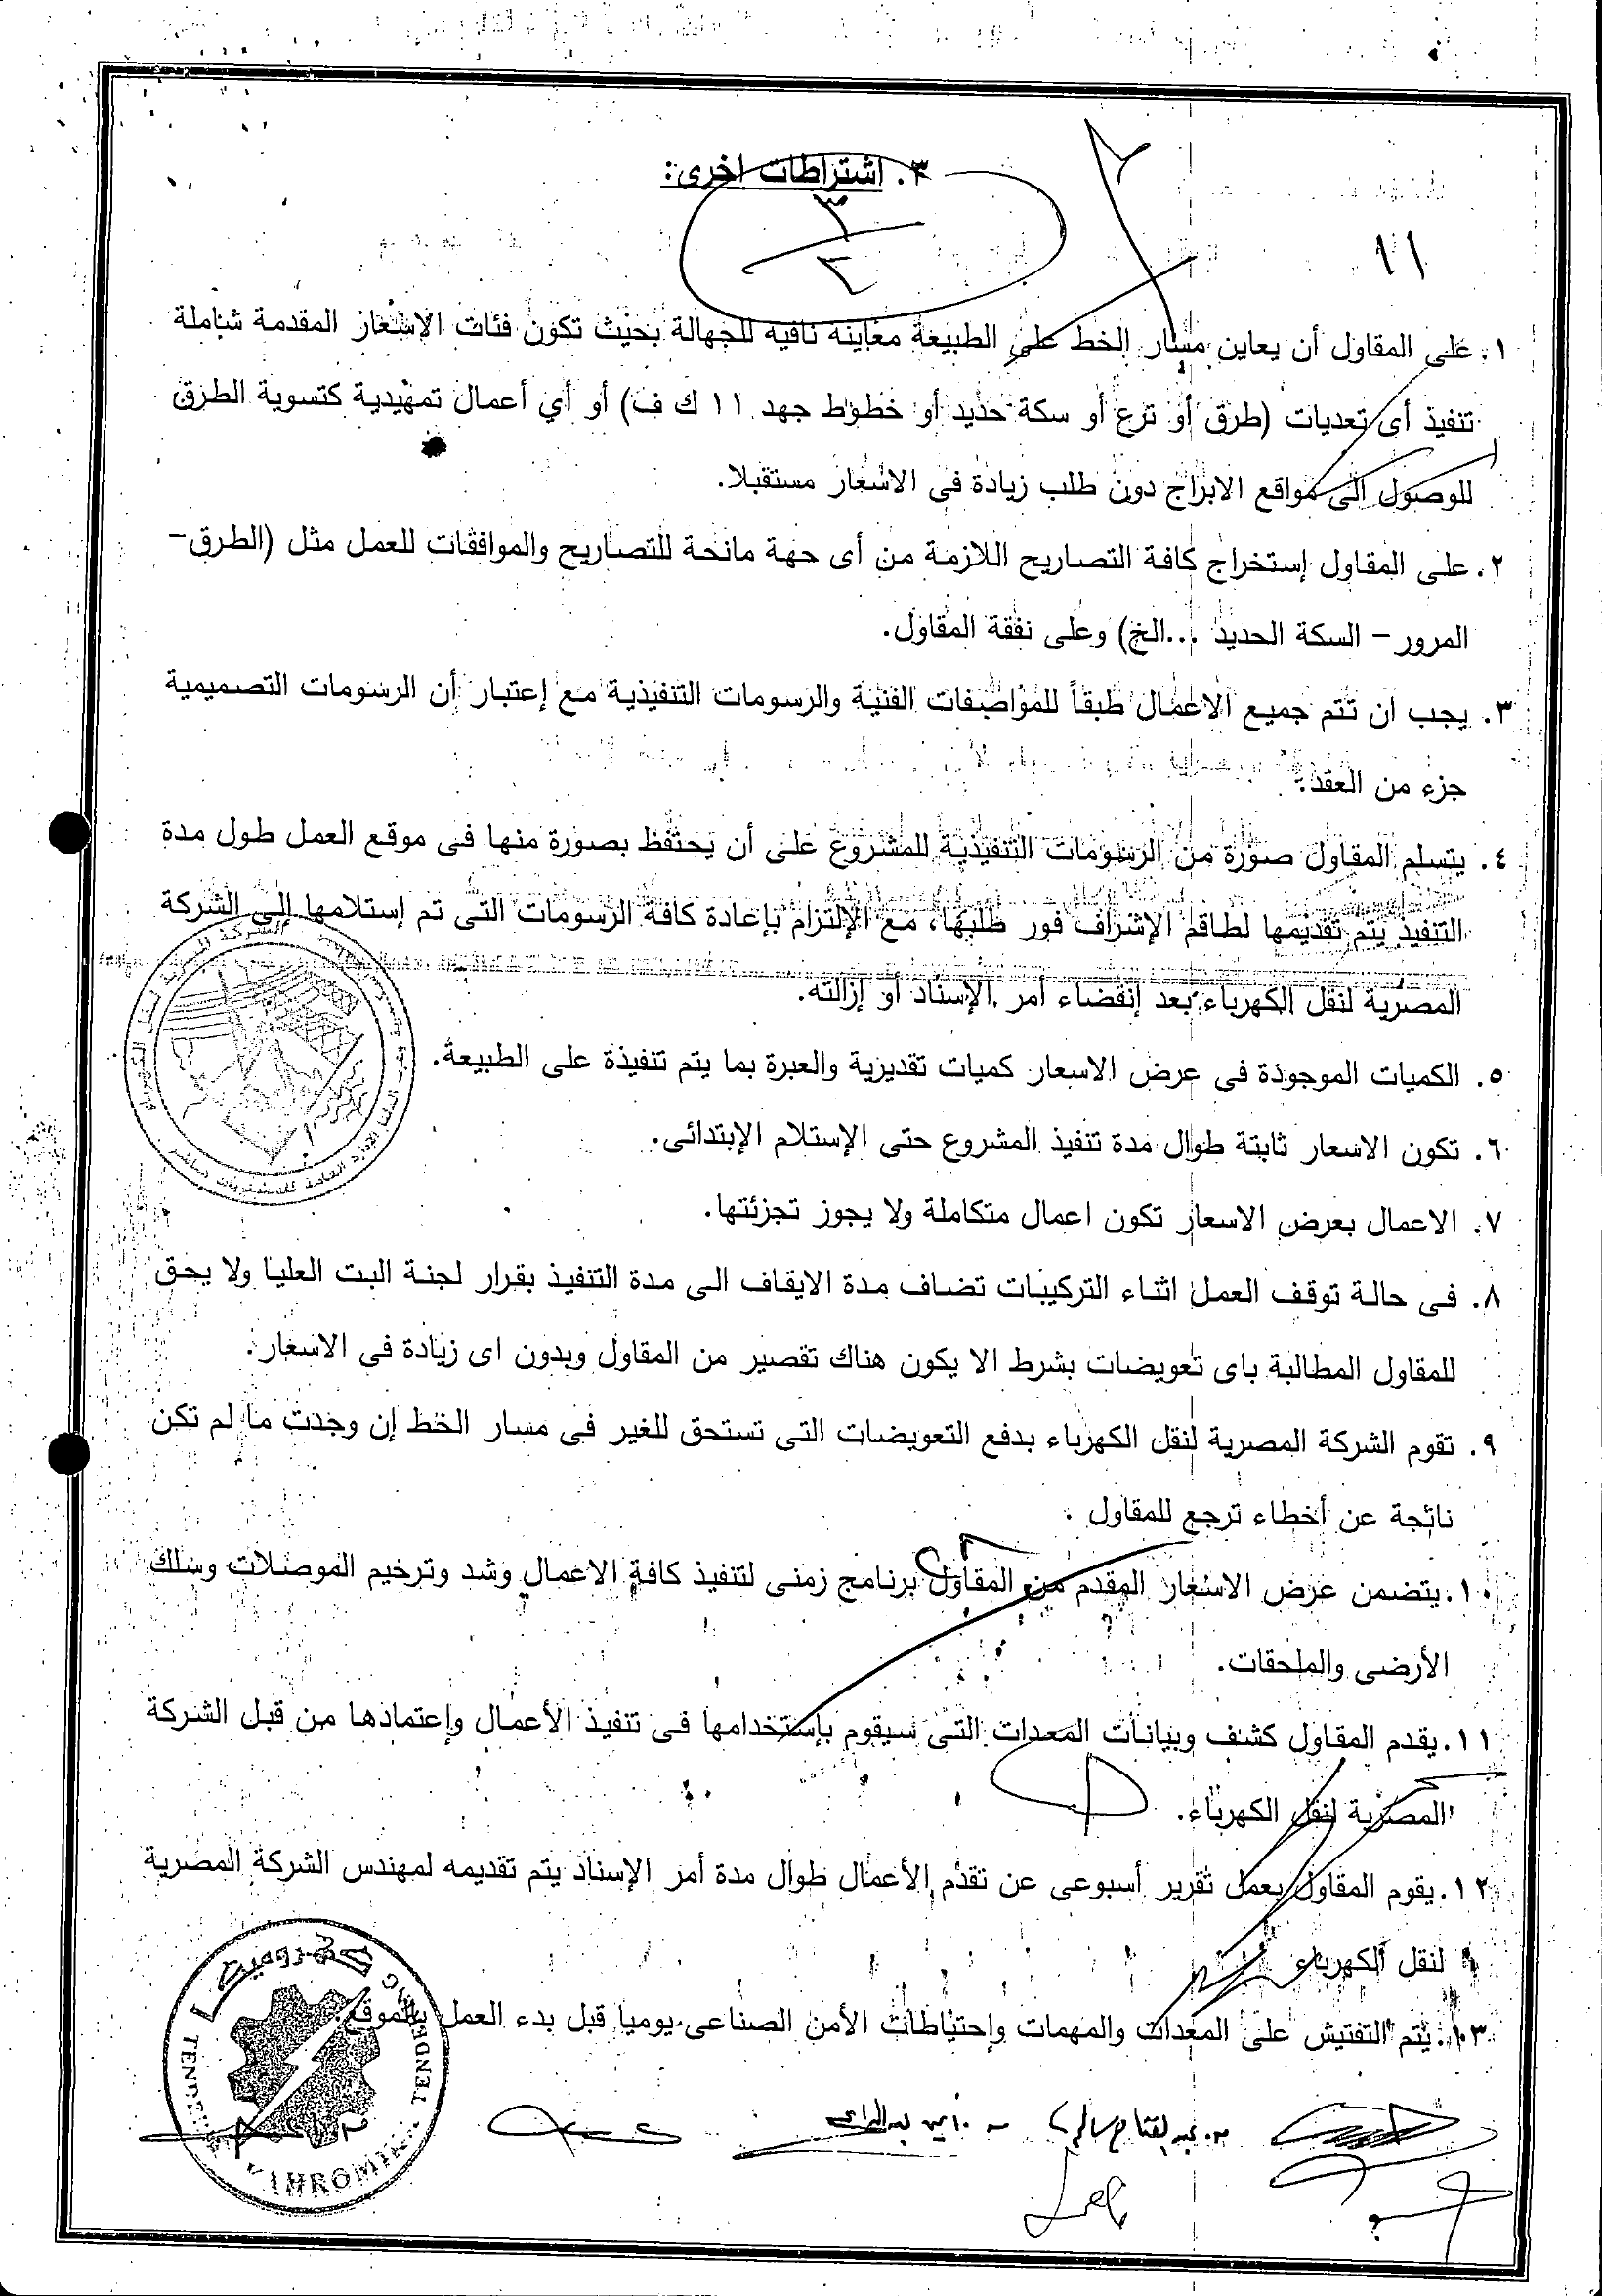 ٣. اشتراطات اخرى:
٣
٢
١١
١. على المقاول أن يعاين مسار الخط على الطبيعة معاينه نافيه للجهالة بحيث تكون فئات الاسعار المقدمة شاملة
تنفيذ أى تعديات (طرق أو ترع أو سكة حديد أو خطوط جهد ١١ ك ف) أو أي أعمال تمهيدية كتسوية الطرق
للوصول الى مواقع الابراج دون طلب زيادة فى الاسعار مستقبلا.
٢. على المقاول إستخراج كافة التصاريح اللازمة من أى جهة مانحة للتصاريح والموافقات للعمل مثل (الطرق–
المرور – السكة الحديد ...الخ) وعلى نفقة المقاول.
٣. يجب ان تتم جميع الاعمال طبقاً للمواصفات الفنية والرسومات التنفيذية مع إعتبار أن الرسومات التصميمية
جزء من العقد.
٤. يتسلم المقاول صورة من الرسومات التنفيذية للمشروع على أن يحتفظ بصورة منها فى موقع العمل طول مدة
التنفيذ يتم تقديمها لطاقم الإشراف فور طلبها، مع الإلتزام بإعادة كافة الرسومات التى تم إستلامها إلى الشركة
المصرية لنقل الكهرباء بعد إنقضاء أمر الإسناد أو إزالته.
٥. الكميات الموجودة فى عرض الاسعار كميات تقديرية والعبرة بما يتم تنفيذة على الطبيعة.
٦. تكون الاسعار ثابتة طوال مدة تنفيذ المشروع حتى الإستلام الإبتدائى.
٧. الاعمال بعرض الاسعار تكون اعمال متكاملة ولا يجوز تجزئتها.
٨. فى حالة توقف العمل اثناء التركيبات تضاف مدة الايقاف الى مدة التنفيذ بقرار لجنة البت العليا ولا يحق
للمقاول المطالبة باى تعويضات بشرط الا يكون هناك تقصير من المقاول وبدون اى زيادة فى الاسعار.
٩. تقوم الشركة المصرية لنقل الكهرباء بدفع التعويضات التى تستحق للغير فى مسار الخط إن وجدت ما لم تكن
ناتجة عن أخطاء ترجع للمقاول .
١٠. يتضمن عرض الاسعار المقدم من المقاول برنامج زمنى لتنفيذ كافة الاعمال وشد وترخيم الموصلات وسلك
الأرضى والملحقات.
١١. يقدم المقاول كشف وبيانات المعدات التى سيقوم بإستخدامها فى تنفيذ الأعمال وإعتمادها من قبل الشركة
المصرية لنقل الكهرباء.
١٢. يقوم المقاول بعمل تقرير أسبوعى عن تقدم الأعمال طوال مدة أمر الإسناد يتم تقديمه لمهندس الشركة المصرية
لنقل الكهرباء
١٣. يتم التفتيش على المعدات والمهمات وإحتياطات الأمن الصناعى يوميا قبل بدء العمل بالموقع.
كهروميكا